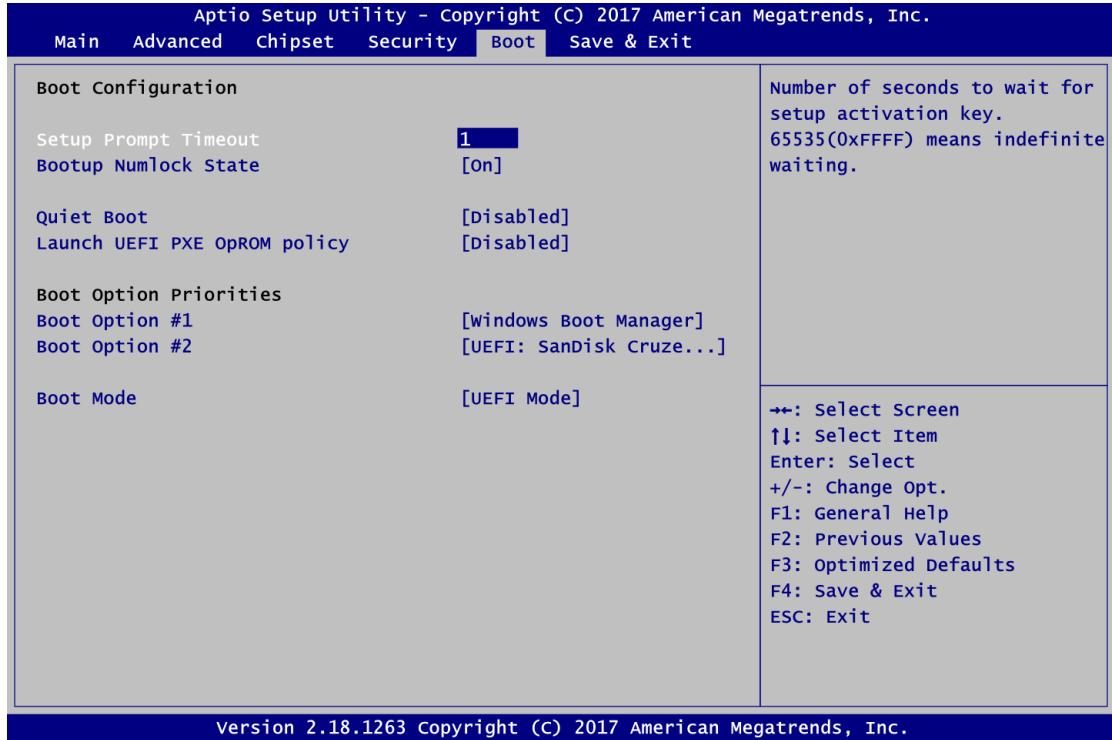 Aptio Setup Utility - Copyright (C) 2017 American Megatrends, Inc.
Main Advanced Chipset Security Boot Save & Exit
Boot Configuration
Setup Prompt Timeout 1
Bootup Numlock State [On]
Quiet Boot [Disabled]
Launch UEFI PXE OpROM policy [Disabled]
Boot Option Priorities
Boot Option #1 [Windows Boot Manager]
Boot Option #2 [UEFI: SanDisk Cruze...]
Boot Mode [UEFI Mode]
Number of seconds to wait for
setup activation key.
65535(0xFFFF) means indefinite
waiting.
→←: Select Screen
↑↓: Select Item
Enter: Select
+/-: Change Opt.
F1: General Help
F2: Previous Values
F3: Optimized Defaults
F4: Save & Exit
ESC: Exit
Version 2.18.1263 Copyright (C) 2017 American Megatrends, Inc.